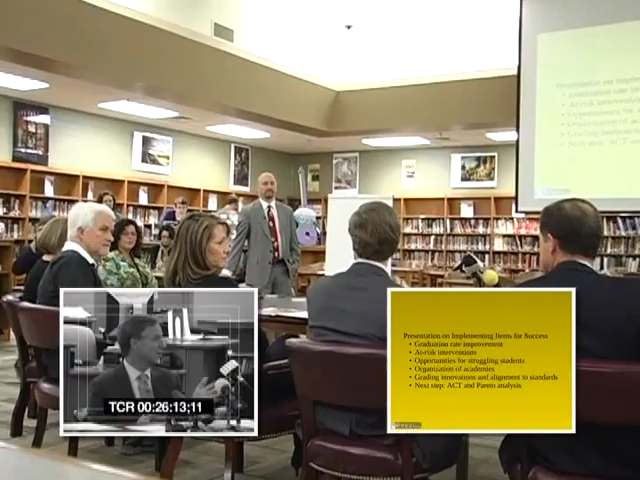 Presentation on Implementing Items for Success
• Graduation rate improvement
• At-risk interventions
• Opportunities for struggling students
• Organization of academies
• Grading innovations and alignment to standards
• Next step: ACT and Pareto analysis
TCR 00:26:13;11